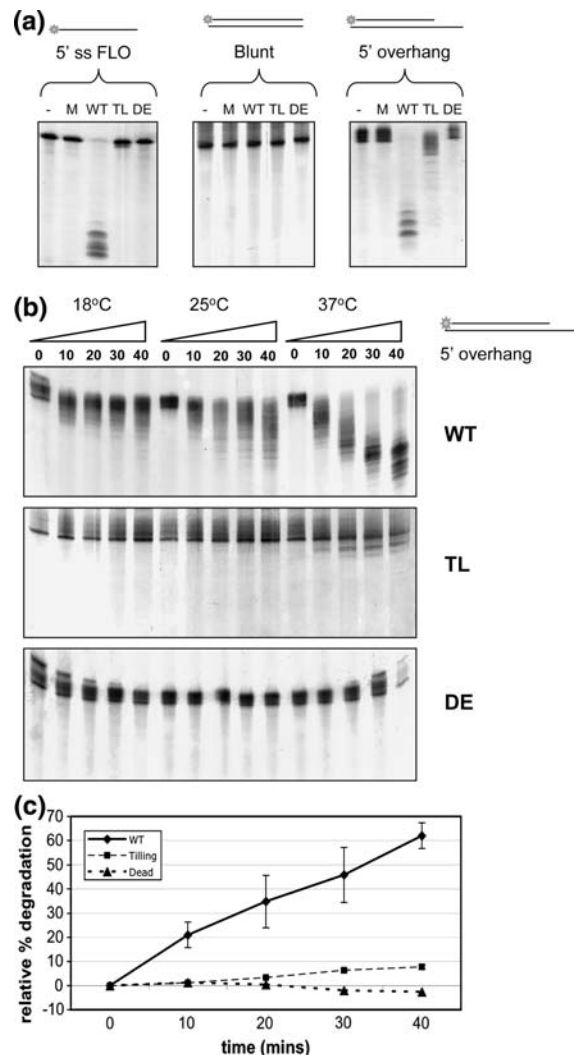 (a)
5' ss FLO Blunt 5' overhang
- M WT TL DE - M WT TL DE - M WT TL DE
(b)
18°C 25°C 37°C
0 10 20 30 40 0 10 20 30 40 0 10 20 30 40
5' overhang
WT
TL
DE
(c)
relative % degradation
70
60
50
40
30
20
10
0
-10
WT
Tilling
Dead
0 10 20 30 40
time (mins)